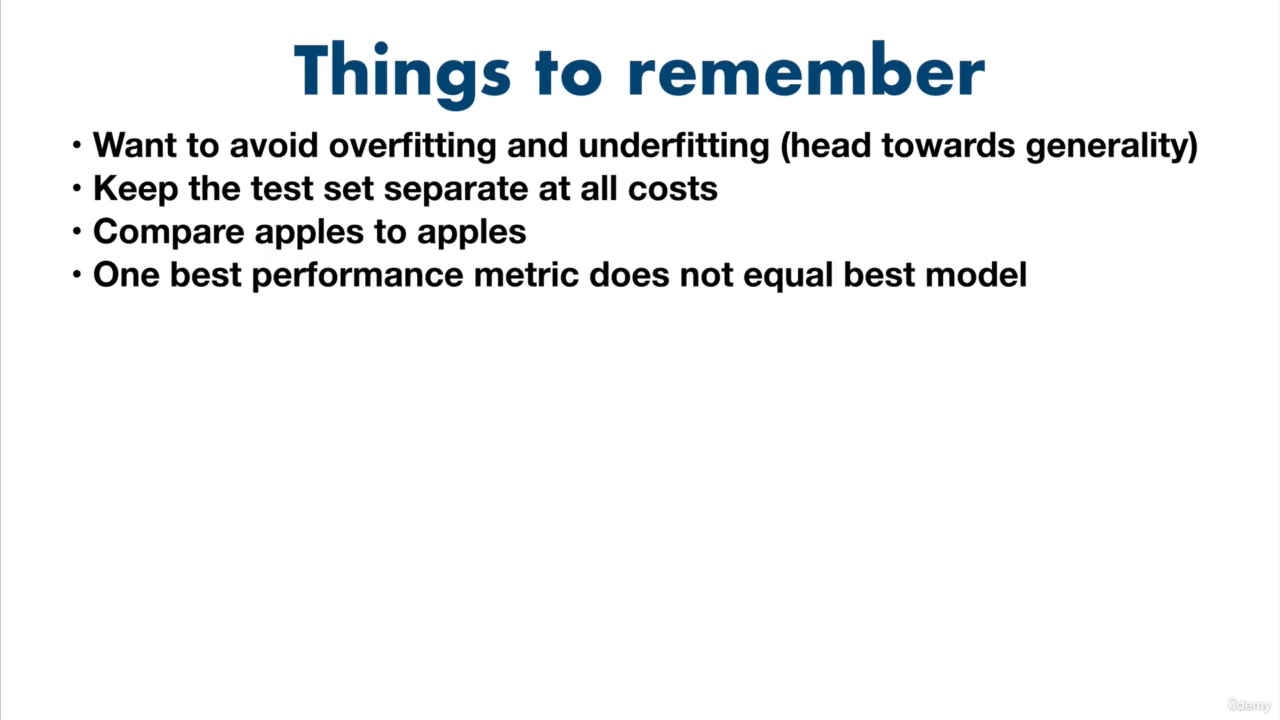 Things to remember
• Want to avoid overfitting and underfitting (head towards generality)
• Keep the test set separate at all costs
• Compare apples to apples
• One best performance metric does not equal best model
ûdemy